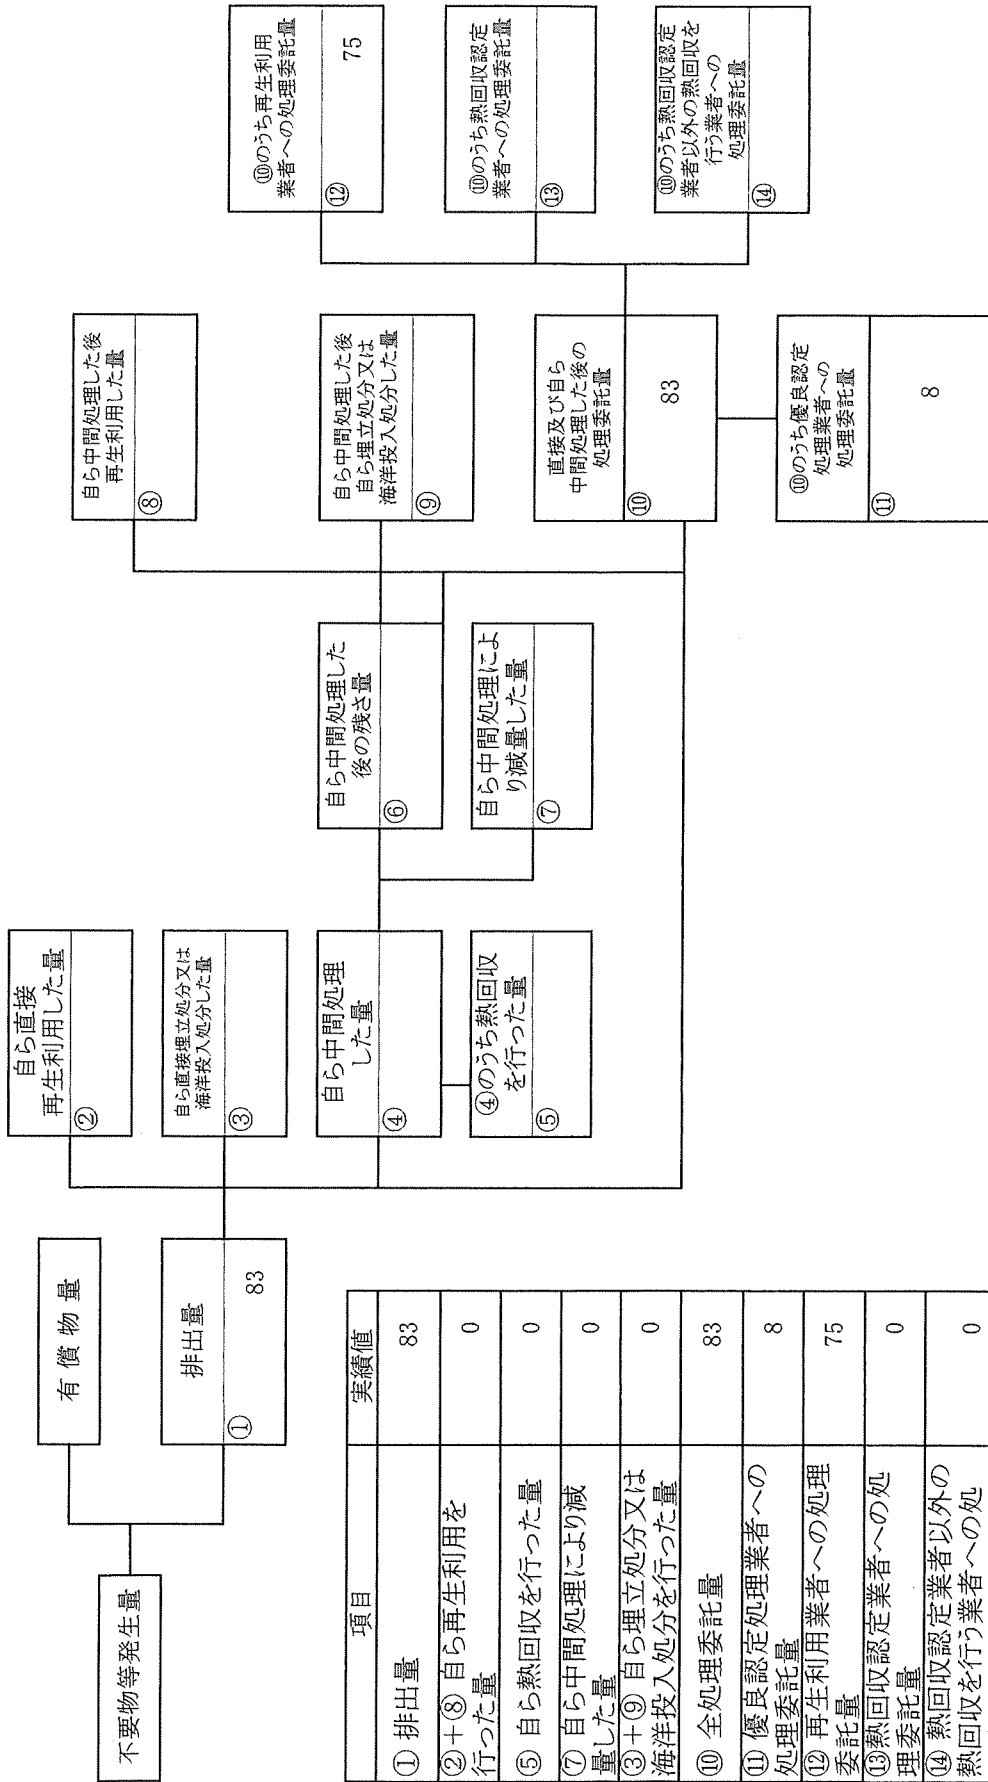 不要物等発生量
有償物量
排出量
①
83
自ら直接
再生利用した量
②
自ら直接埋立処分又は
海洋投入処分した量
③
自ら中間処理
した量
④
④のうち熱回収
を行った量
⑤
自ら中間処理した
後の残さ量
⑥
自ら中間処理によ
り減量した量
⑦
自ら中間処理した後
再生利用した量
⑧
自ら中間処理した後
自ら埋立処分又は
海洋投入処分した量
⑨
直接及び自ら
中間処理した後の
処理委託量
⑩
83
⑩のうち優良認定
処理業者への
処理委託量
⑪
8
⑩のうち再生利用
業者への処理委託量
⑫
75
⑩のうち熱回収認定
業者への処理委託量
⑬
⑩のうち熱回収認定
業者以外の熱回収を
行う業者への
処理委託量
⑭
項目 実績値
①排出量 83
②+⑧自ら再生利用を
行った量 0
⑤自ら熱回収を行った量 0
⑦自ら中間処理により減
量した量 0
③+⑨自ら埋立処分又は
海洋投入処分を行った量 0
⑩全処理委託量 83
⑪優良認定処理業者への
処理委託量 8
⑫再生利用業者への処理
委託量 75
⑬熱回収認定業者への処
理委託量 0
⑭熱回収認定業者以外の
熱回収を行う業者への処 0